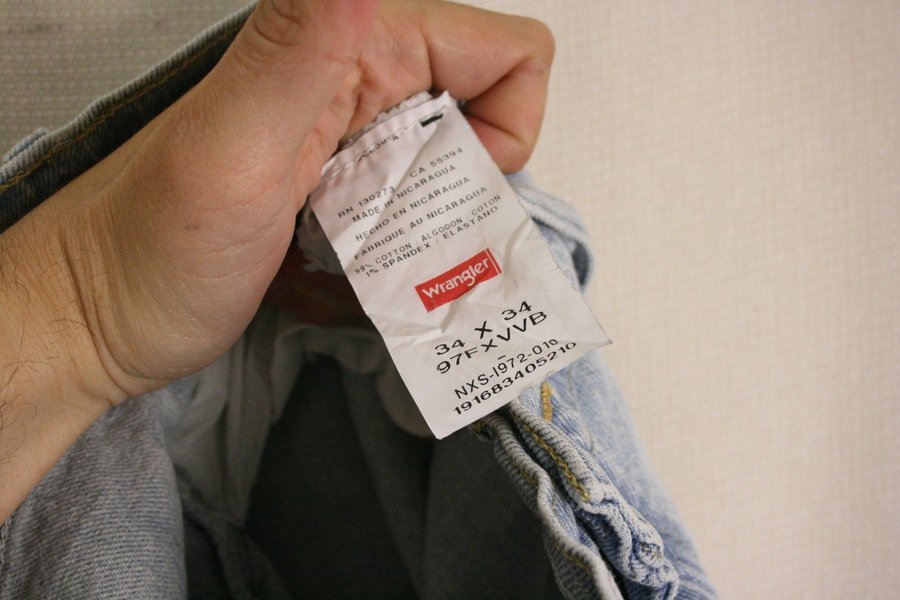 RN 130273 CA 55394
MADE IN NICARAGUA
HECHO EN NICARAGUA
FABRIQUE AU NICARAGUA
99% COTTON / ALGODON / COTON
1% SPANDEX / ELASTANO
Wrangler
34 X 34
97FXVVB
-
NXS-1972-010
191683405210